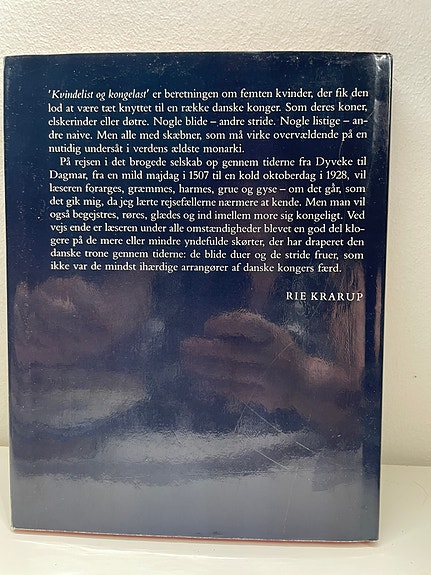 'Kvindelist og kongelast' er beretningen om femten kvinder, der fik den
lod at være tæt knyttet til en række danske konger. Som deres koner,
elskerinder eller døtre. Nogle blide – andre stride. Nogle listige – an-
dre naive. Men alle med skæbner, som må virke overvældende på en
nutidig undersåt i verdens ældste monarki.
På rejsen i det brogede selskab op gennem tiderne fra Dyveke til
Dagmar, fra en mild majdag i 1507 til en kold oktoberdag i 1928, vil
læseren forarges, græmmes, harmes, grue og gyse – om det går, som
det gik mig, da jeg lærte rejsefællerne nærmere at kende. Men man vil
også begejstres, røres, glædes og ind imellem more sig kongeligt. Ved
vejs ende er læseren under alle omstændigheder blevet en god del klo-
gere på de mere eller mindre yndefulde skørter, der har draperet den
danske trone gennem tiderne: de blide duer og de stride fruer, som
ikke var de mindst ihærdige arrangører af danske kongers færd.
RIE KRARUP